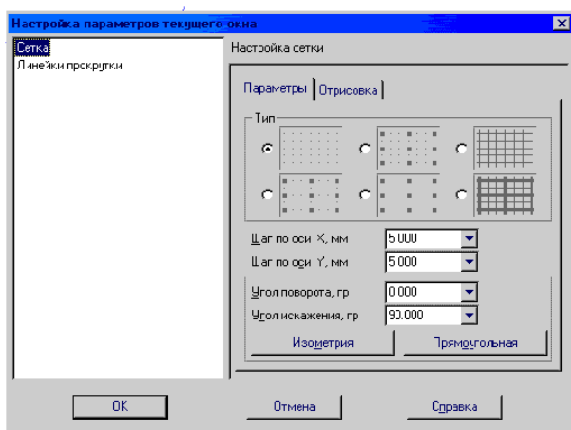 Настройка параметров текущего окна
Сетка
Линейки прокрутки
Настройка сетки
Параметры
Отрисовка
Тип
Шаг по оси X, мм
5.000
Шаг по оси Y, мм
5.000
Угол поворота, гр
0.000
Угол искажения, гр
90.000
Изометрия
Прямоугольная
OK
Отмена
Справка